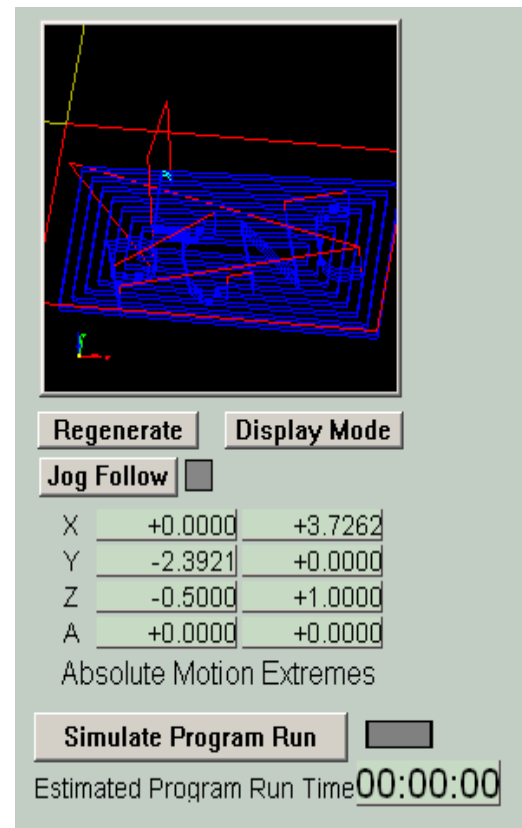 Regenerate Display Mode
Jog Follow
X +0.0000 +3.7262
Y -2.3921 +0.0000
Z -0.5000 +1.0000
A +0.0000 +0.0000
Absolute Motion Extremes
Simulate Program Run
Estimated Program Run Time 00:00:00